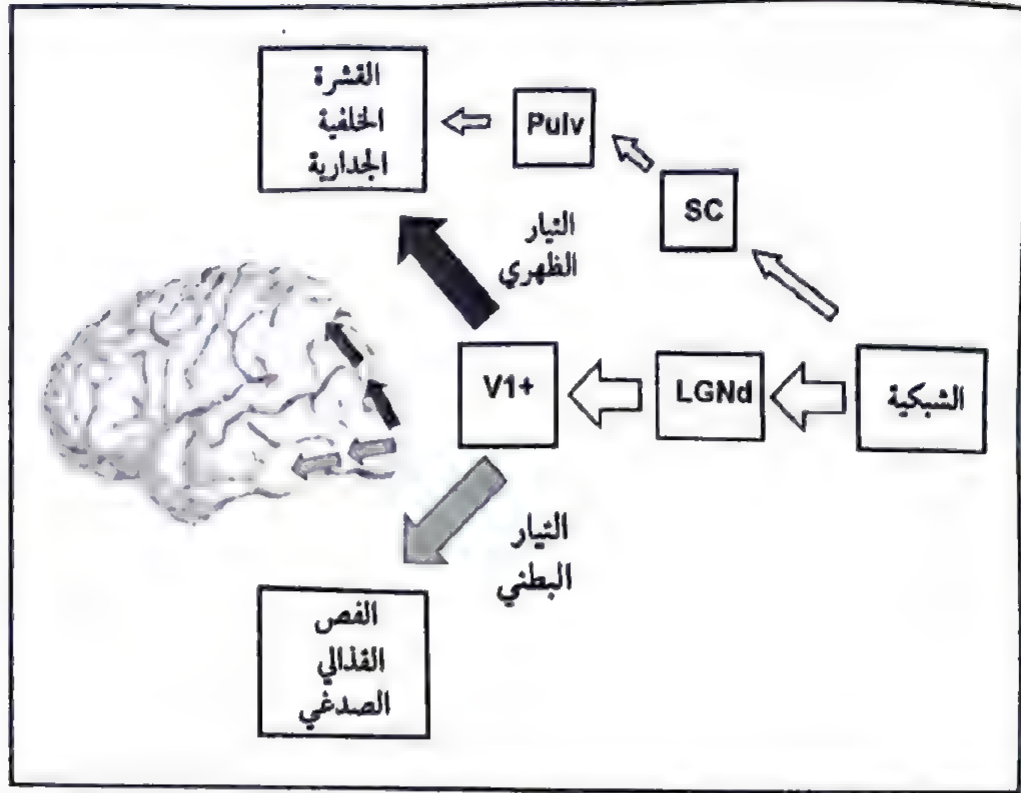 القشرة
الخلفية
الجدارية
Pulv
SC
التيار
الظهري
V1+
LGNd
الشبكية
التيار
البطني
الفص
القذالي
الصدغي